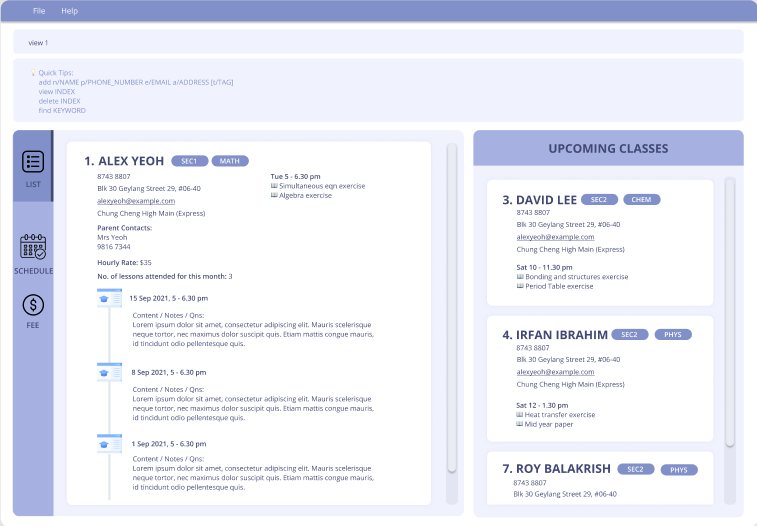 File Help
view 1
Quick Tips:
add n/NAME p/PHONE_NUMBER e/EMAIL a/ADDRESS [t/TAG]
view INDEX
delete INDEX
find KEYWORD
LIST
SCHEDULE
FEE
1. ALEX YEOH SEC1 MATH
8743 8807
Blk 30 Geylang Street 29, #06-40
alexyeoh@example.com
Chung Cheng High Main (Express)
Tue 5 - 6.30 pm
Simultaneous eqn exercise
Algebra exercise
Parent Contacts:
Mrs Yeoh
9816 7344
Hourly Rate: $35
No. of lessons attended for this month: 3
15 Sep 2021, 5 - 6.30 pm
Content / Notes / Qns:
Lorem ipsum dolor sit amet, consectetur adipiscing elit. Mauris scelerisque
neque tortor, nec maximus dolor suscipit quis. Etiam mattis congue mauris,
id tincidunt odio pellentesque quis.
8 Sep 2021, 5 - 6.30 pm
Content / Notes / Qns:
Lorem ipsum dolor sit amet, consectetur adipiscing elit. Mauris scelerisque
neque tortor, nec maximus dolor suscipit quis. Etiam mattis congue mauris,
id tincidunt odio pellentesque quis.
1 Sep 2021, 5 - 6.30 pm
Content / Notes / Qns:
Lorem ipsum dolor sit amet, consectetur adipiscing elit. Mauris scelerisque
neque tortor, nec maximus dolor suscipit quis. Etiam mattis congue mauris,
id tincidunt odio pellentesque quis.
UPCOMING CLASSES
3. DAVID LEE SEC2 CHEM
8743 8807
Blk 30 Geylang Street 29, #06-40
alexyeoh@example.com
Chung Cheng High Main (Express)
Sat 10 - 11.30 pm
Bonding and structures exercise
Period Table exercise
4. IRFAN IBRAHIM SEC2 PHYS
8743 8807
Blk 30 Geylang Street 29, #06-40
alexyeoh@example.com
Chung Cheng High Main (Express)
Sat 12 - 1.30 pm
Heat transfer exercise
Mid year paper
7. ROY BALAKRISH SEC2 PHYS
8743 8807
Blk 30 Geylang Street 29, #06-40